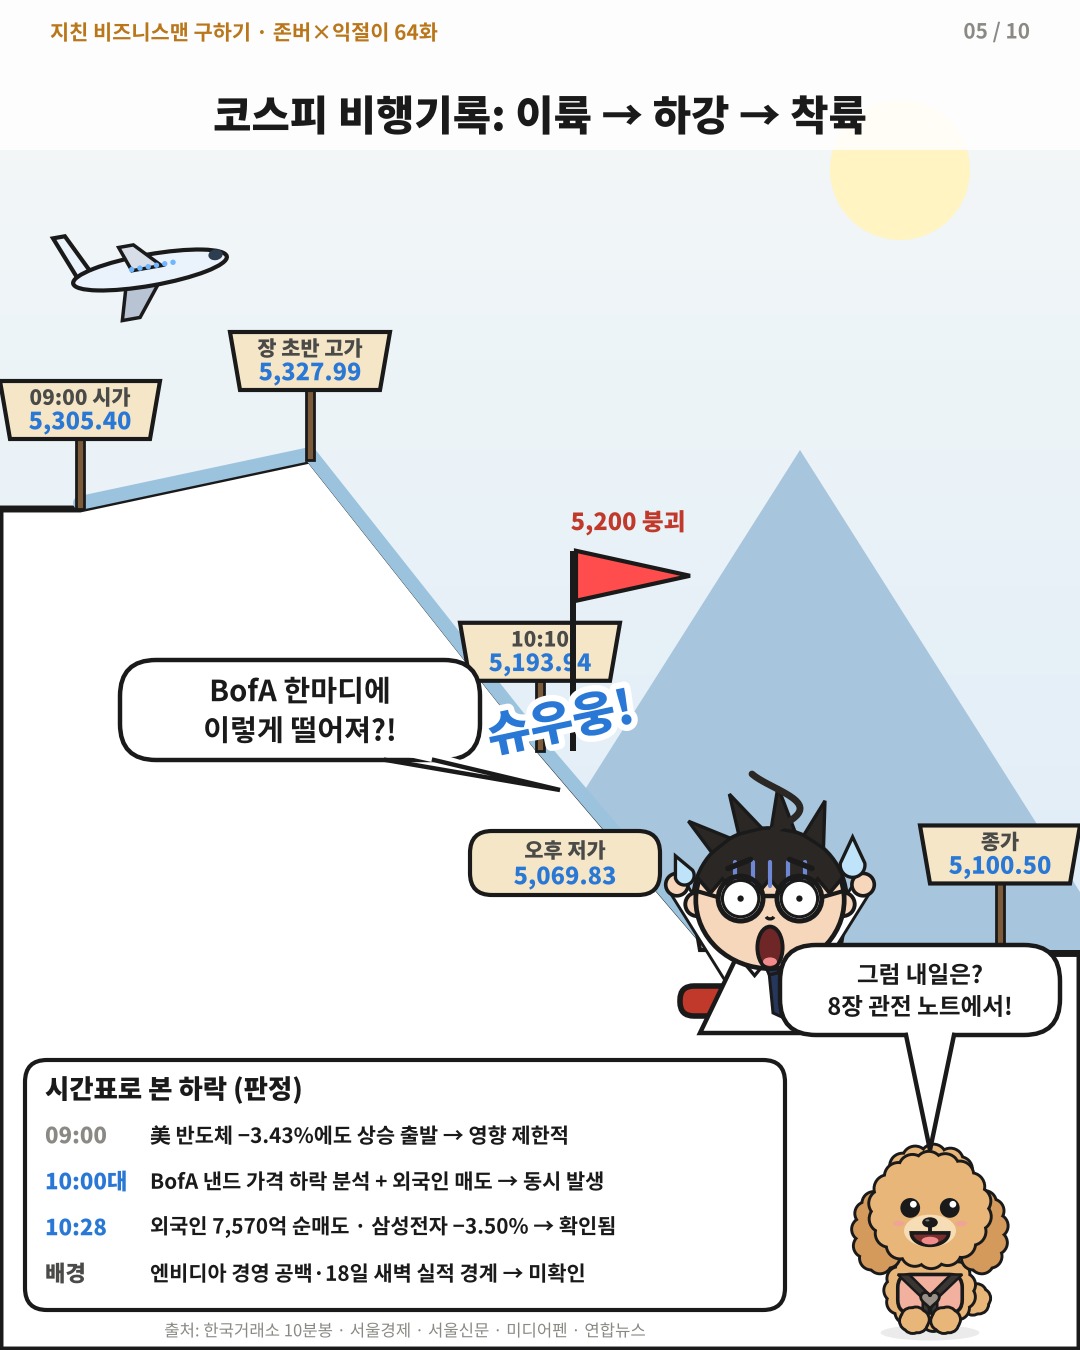 지친 비즈니스맨 구하기 · 존버×익절이 64화
05 / 10
코스피 비행기록: 이륙 → 하강 → 착륙
장 초반 고가
5,327.99
09:00 시가
5,305.40
5,200 붕괴
10:10
5,193.94
BofA 한마디에
이렇게 떨어져?!
슈우웅!
오후 저가
5,069.83
종가
5,100.50
그럼 내일은?
8장 관전 노트에서!
시간표로 본 하락 (판정)
09:00 美 반도체 −3.43%에도 상승 출발 → 영향 제한적
10:00대 BofA 낸드 가격 하락 분석 + 외국인 매도 → 동시 발생
10:28 외국인 7,570억 순매도 · 삼성전자 −3.50% → 확인됨
배경 엔비디아 경영 공백·18일 새벽 실적 경계 → 미확인
출처: 한국거래소 10분봉 · 서울경제 · 서울신문 · 미디어펜 · 연합뉴스